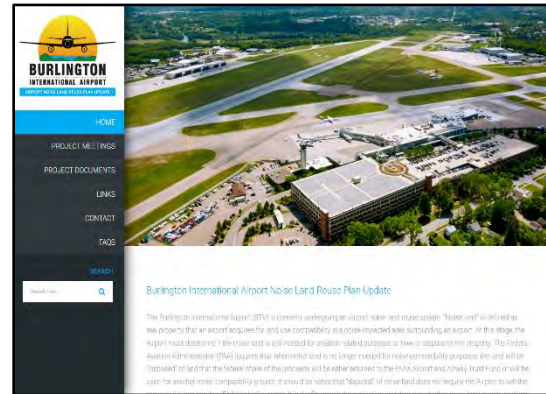 BURLINGTON
INTERNATIONAL AIRPORT
AIRPORT NOISE LAND REUSE PLAN UPDATE
HOME
PROJECT MEETINGS
PROJECT DOCUMENTS
LINKS
CONTACT
FAQS
SEARCH
Burlington International Airport Noise Land Reuse Plan Update
The Burlington International Airport (BTV) is currently undergoing an airport noise land reuse update. "Noise land" is defined as
real property that an airport acquires for land use compatibility in a noise-impacted area surrounding an airport. At this stage, the
Airport must determine if the noise land is still needed for aviation related purposes or how to dispose of the property. The Federal
Aviation Administration (FAA) requires that when noise land is no longer needed for noise compatibility purposes, the land will be
"disposed" of and that the federal share of the proceeds will be either returned to the FAA's Airport and Airway Trust Fund or will be
used for another noise compatibility project. It should be noted that "disposal" of noise land does not require the Airport to sell the